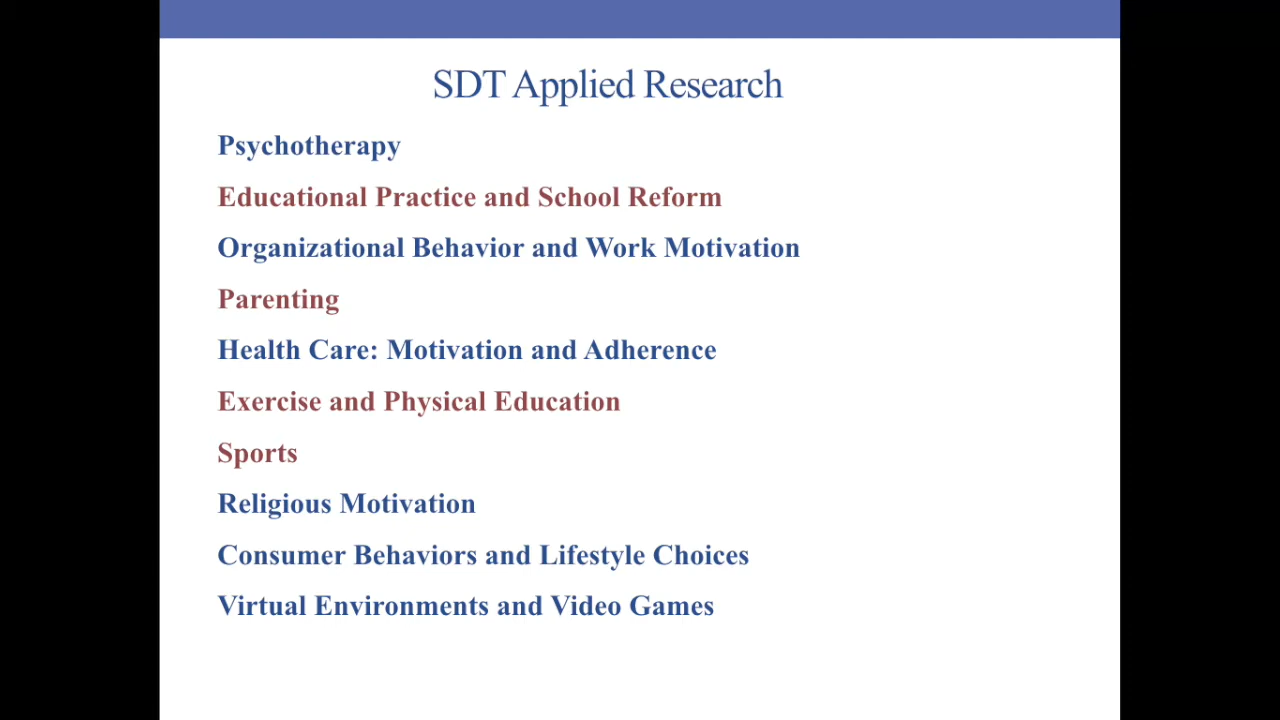 SDT Applied Research
Psychotherapy
Educational Practice and School Reform
Organizational Behavior and Work Motivation
Parenting
Health Care: Motivation and Adherence
Exercise and Physical Education
Sports
Religious Motivation
Consumer Behaviors and Lifestyle Choices
Virtual Environments and Video Games